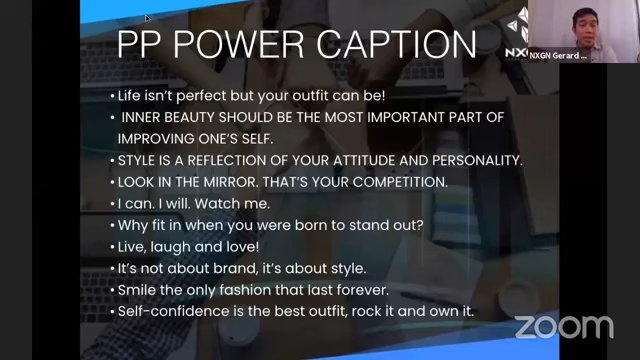 PP POWER CAPTION
NXGN Gerard ...
• Life isn't perfect but your outfit can be!
• INNER BEAUTY SHOULD BE THE MOST IMPORTANT PART OF
IMPROVING ONE'S SELF.
• STYLE IS A REFLECTION OF YOUR ATTITUDE AND PERSONALITY.
• LOOK IN THE MIRROR. THAT'S YOUR COMPETITION.
• I can. I will. Watch me.
• Why fit in when you were born to stand out?
• Live, laugh and love!
• It's not about brand, it's about style.
• Smile the only fashion that last forever.
• Self-confidence is the best outfit, rock it and own it.
zoom